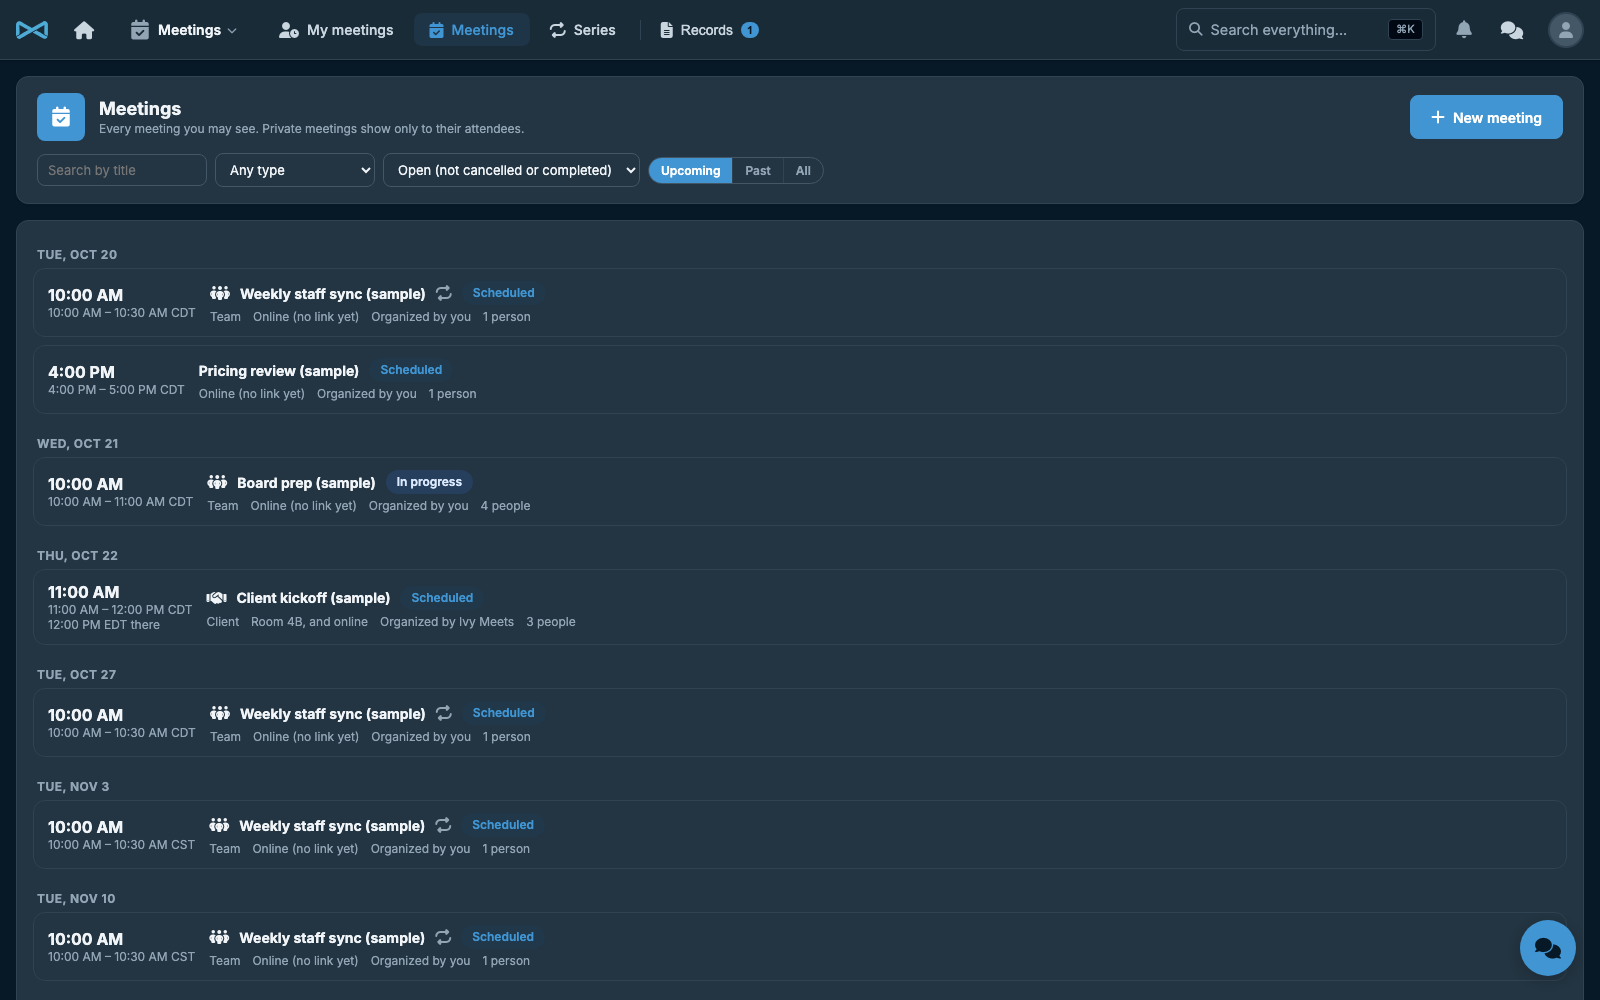 Meetings
My meetings
Meetings
Series
Records 1
Search everything... ⌘K
Meetings
Every meeting you may see. Private meetings show only to their attendees.
New meeting
Search by title
Any type
Open (not cancelled or completed)
Upcoming Past All
TUE, OCT 20
10:00 AM
10:00 AM – 10:30 AM CDT
Weekly staff sync (sample) Scheduled
Team Online (no link yet) Organized by you 1 person
4:00 PM
4:00 PM – 5:00 PM CDT
Pricing review (sample) Scheduled
Online (no link yet) Organized by you 1 person
WED, OCT 21
10:00 AM
10:00 AM – 11:00 AM CDT
Board prep (sample) In progress
Team Online (no link yet) Organized by you 4 people
THU, OCT 22
11:00 AM
11:00 AM – 12:00 PM CDT
12:00 PM EDT there
Client kickoff (sample) Scheduled
Client Room 4B, and online Organized by Ivy Meets 3 people
TUE, OCT 27
10:00 AM
10:00 AM – 10:30 AM CDT
Weekly staff sync (sample) Scheduled
Team Online (no link yet) Organized by you 1 person
TUE, NOV 3
10:00 AM
10:00 AM – 10:30 AM CST
Weekly staff sync (sample) Scheduled
Team Online (no link yet) Organized by you 1 person
TUE, NOV 10
10:00 AM
10:00 AM – 10:30 AM CST
Weekly staff sync (sample) Scheduled
Team Online (no link yet) Organized by you 1 person